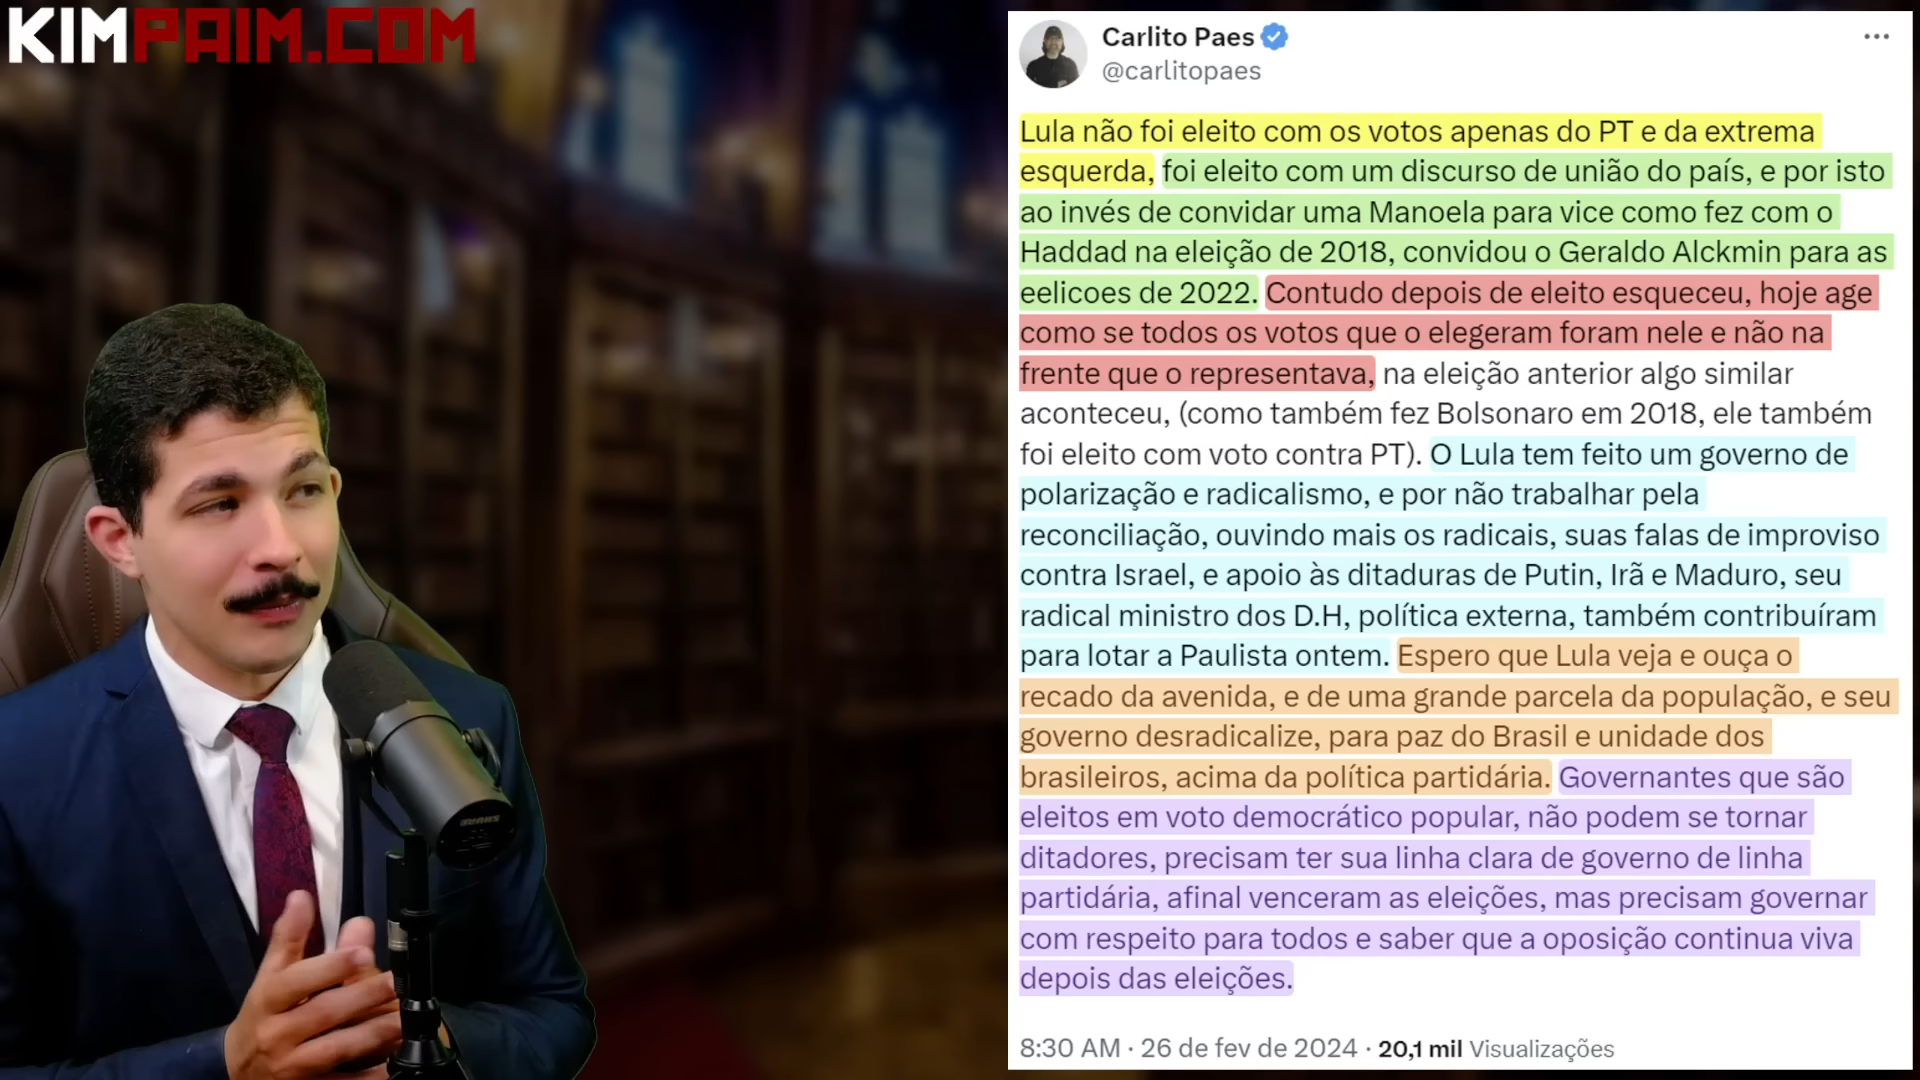 KIMPAIM.COM
Carlito Paes
@carlitopaes
Lula não foi eleito com os votos apenas do PT e da extrema
esquerda, foi eleito com um discurso de união do país, e por isto
ao invés de convidar uma Manoela para vice como fez com o
Haddad na eleição de 2018, convidou o Geraldo Alckmin para as
eelicoes de 2022. Contudo depois de eleito esqueceu, hoje age
como se todos os votos que o elegeram foram nele e não na
frente que o representava, na eleição anterior algo similar
aconteceu, (como também fez Bolsonaro em 2018, ele também
foi eleito com voto contra PT). O Lula tem feito um governo de
polarização e radicalismo, e por não trabalhar pela
reconciliação, ouvindo mais os radicais, suas falas de improviso
contra Israel, e apoio às ditaduras de Putin, Irã e Maduro, seu
radical ministro dos D.H, política externa, também contribuíram
para lotar a Paulista ontem. Espero que Lula veja e ouça o
recado da avenida, e de uma grande parcela da população, e seu
governo desradicalize, para paz do Brasil e unidade dos
brasileiros, acima da política partidária. Governantes que são
eleitos em voto democrático popular, não podem se tornar
ditadores, precisam ter sua linha clara de governo de linha
partidária, afinal venceram as eleições, mas precisam governar
com respeito para todos e saber que a oposição continua viva
depois das eleições.
8:30 AM · 26 de fev de 2024 · 20,1 mil Visualizações
SHURE